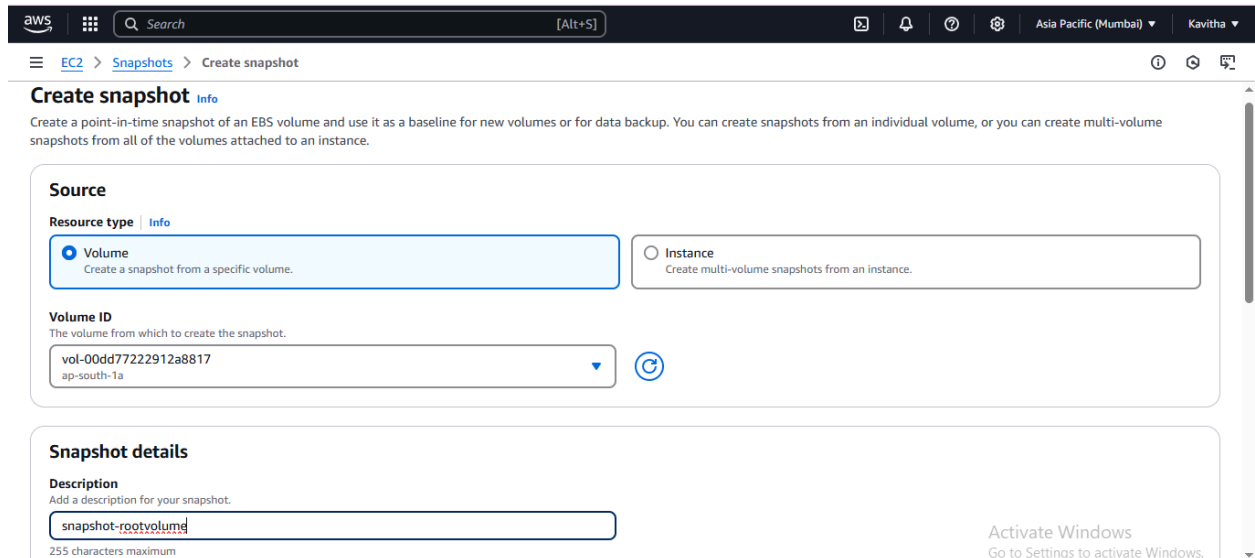 aws
Search [Alt+S]
Asia Pacific (Mumbai)
Kavitha
EC2 > Snapshots > Create snapshot
Create snapshot Info
Create a point-in-time snapshot of an EBS volume and use it as a baseline for new volumes or for data backup. You can create snapshots from an individual volume, or you can create multi-volume
snapshots from all of the volumes attached to an instance.
Source
Resource type Info
Volume
Create a snapshot from a specific volume.
Instance
Create multi-volume snapshots from an instance.
Volume ID
The volume from which to create the snapshot.
vol-00dd77222912a8817
ap-south-1a
Snapshot details
Description
Add a description for your snapshot.
snapshot-rootvolume
255 characters maximum
Activate Windows
Go to Settings to activate Windows.